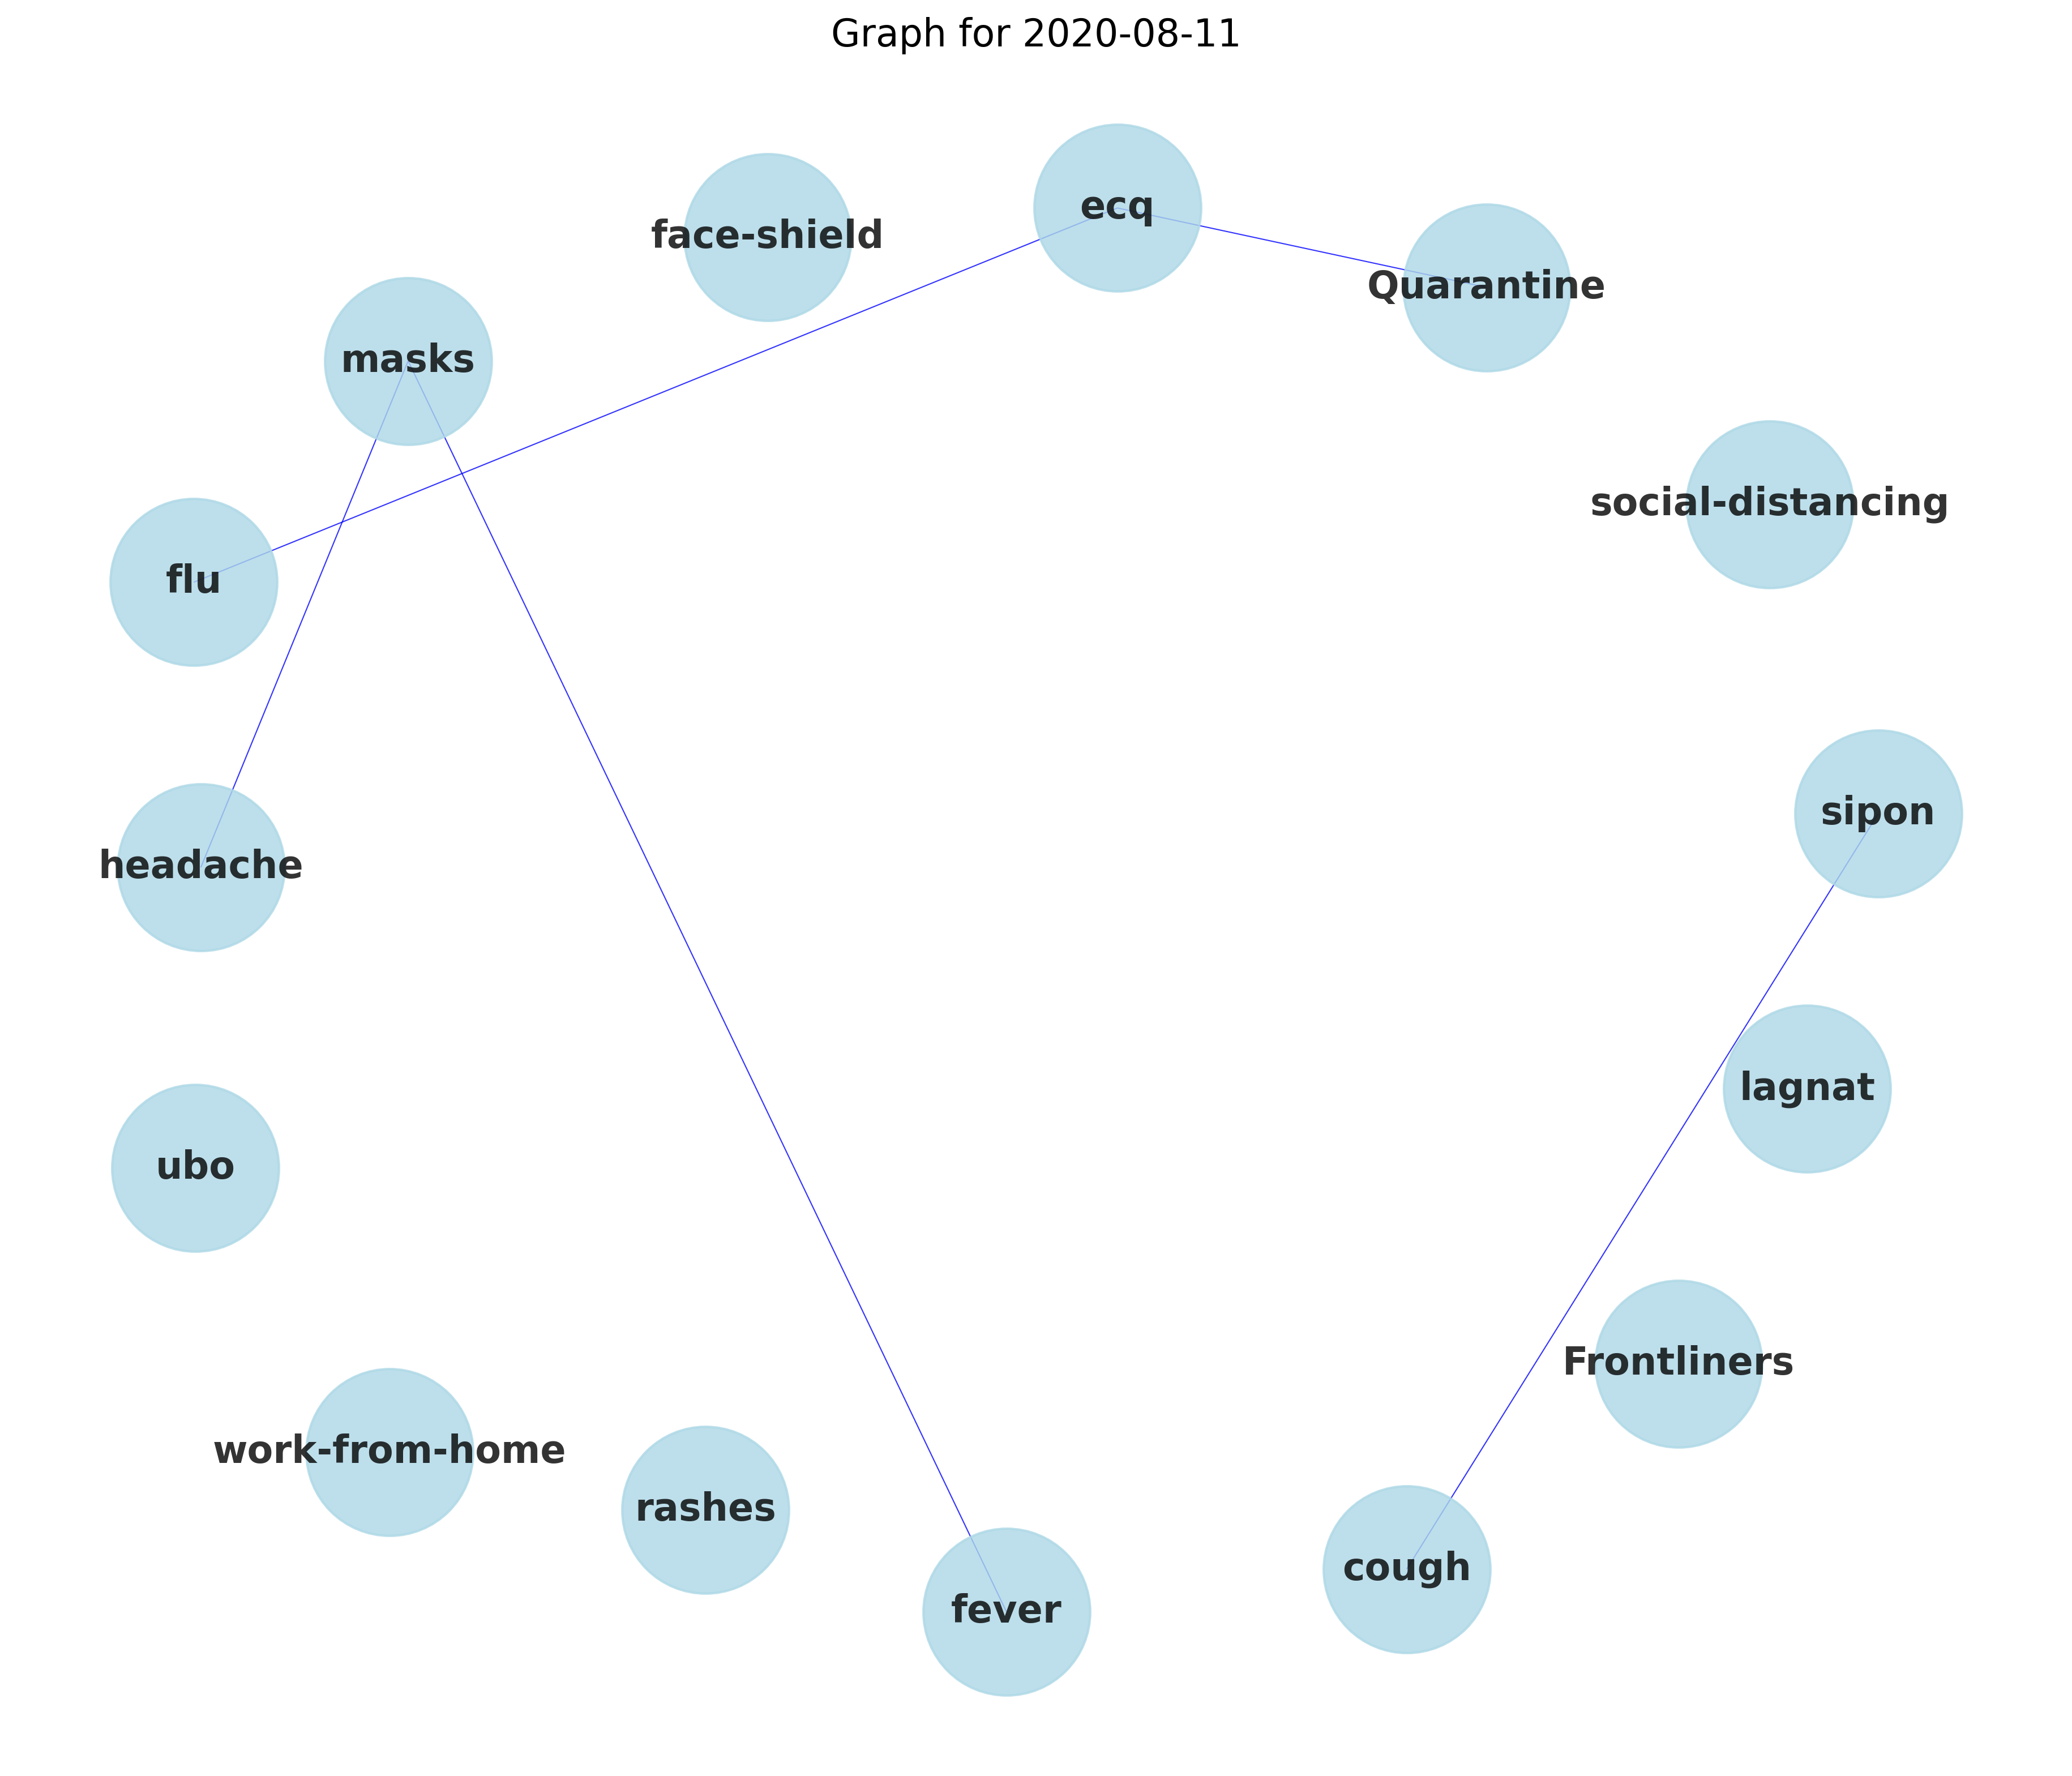 Graph for 2020-08-11
ecq
face-shield
Quarantine
masks
social-distancing
flu
sipon
headache
lagnat
ubo
Frontliners
work-from-home
rashes
cough
fever